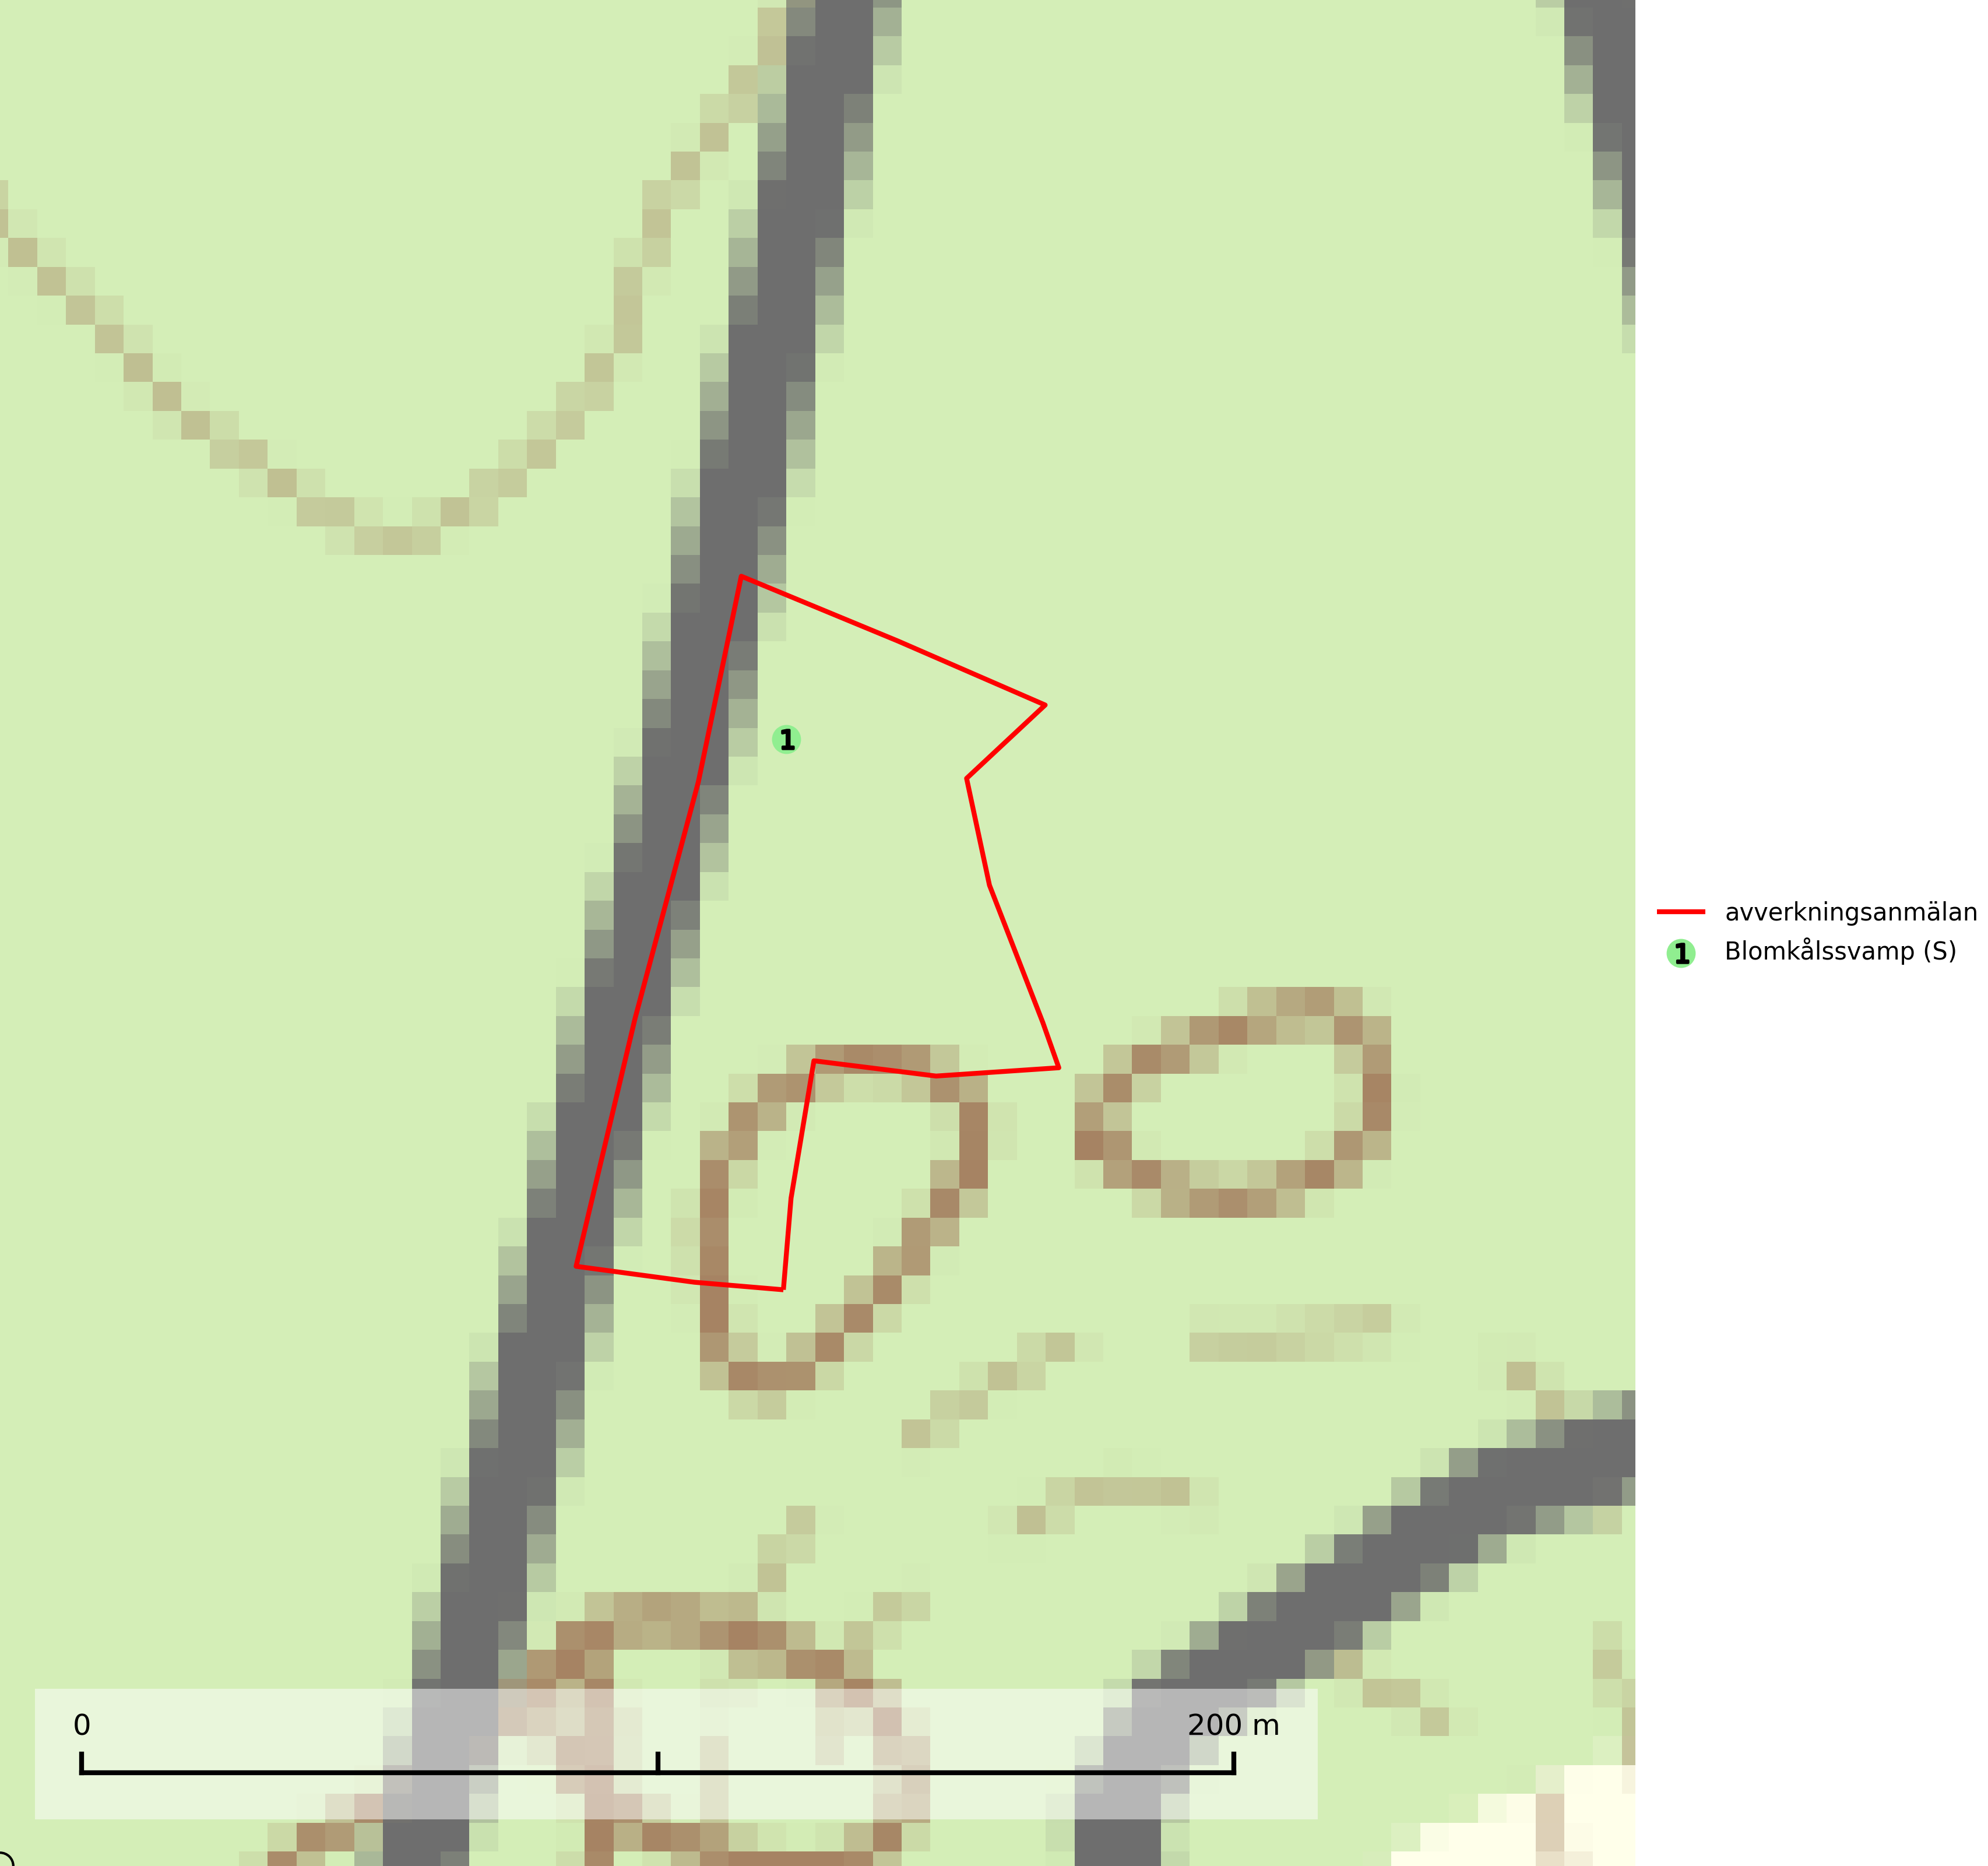 1
avverkningsanmälan
1 Blomkålssvamp (S)
0 200 m